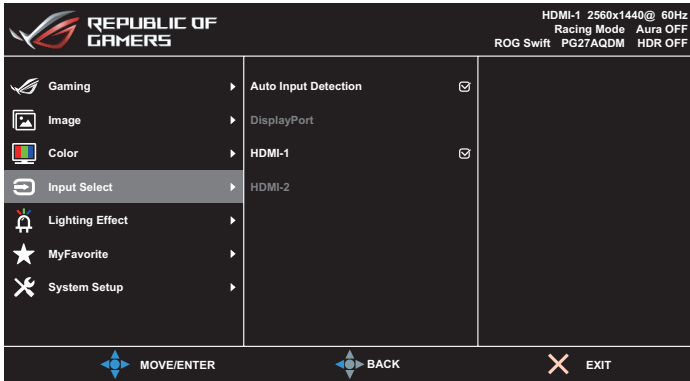 REPUBLIC OF
GAMERS
HDMI-1 2560x1440@ 60Hz
Racing Mode Aura OFF
ROG Swift PG27AQDM HDR OFF
Gaming
Image
Color
Input Select
Lighting Effect
MyFavorite
System Setup
Auto Input Detection
DisplayPort
HDMI-1
HDMI-2
MOVE/ENTER
BACK
EXIT